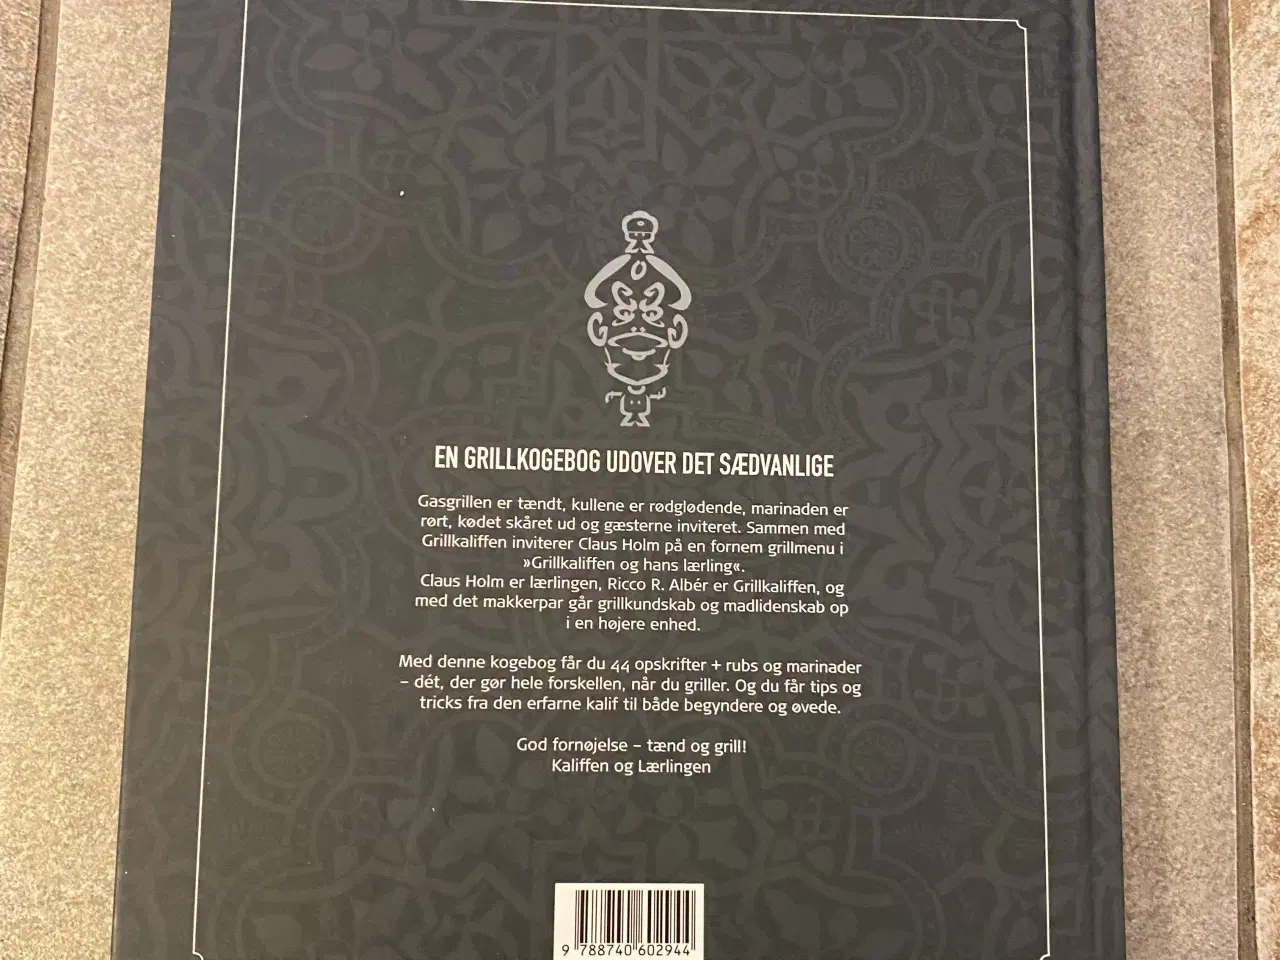 EN GRILLKOGEBOG UDOVER DET SÆDVANLIGE
Gasgrillen er tændt, kullene er rødglødende, marinaden er
rørt, kødet skåret ud og gæsterne inviteret. Sammen med
Grillkaliffen inviterer Claus Holm på en fornem grillmenu i
»Grillkaliffen og hans lærling«.
Claus Holm er lærlingen, Ricco R. Albér er Grillkaliffen, og
med det makkerpar går grillkundskab og madlidenskab op
i en højere enhed.
Med denne kogebog får du 44 opskrifter + rubs og marinader
– dét, der gør hele forskellen, når du griller. Og du får tips og
tricks fra den erfarne kalif til både begyndere og øvede.
God fornøjelse – tænd og grill!
Kaliffen og Lærlingen
9 788740 602944